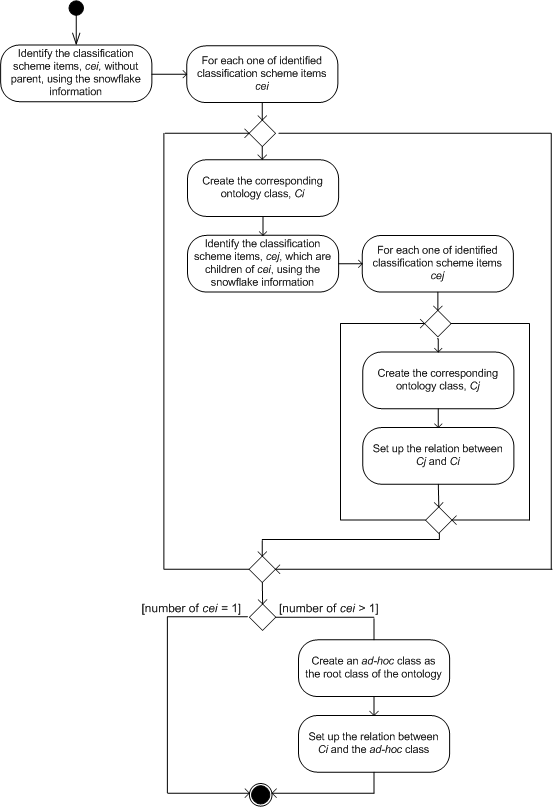 Identify the classification
scheme items, cei, without
parent, using the snowflake
information
For each one of identified
classification scheme items
cei
Create the corresponding
ontology class, Ci
Identify the classification
scheme items, cej, which are
children of cei, using the
snowflake information
For each one of identified
classification scheme items
cej
Create the corresponding
ontology class, Cj
Set up the relation between
Cj and Ci
[number of cei = 1]
[number of cei > 1]
Create an ad-hoc class as
the root class of the ontology
Set up the relation between
Ci and the ad-hoc class